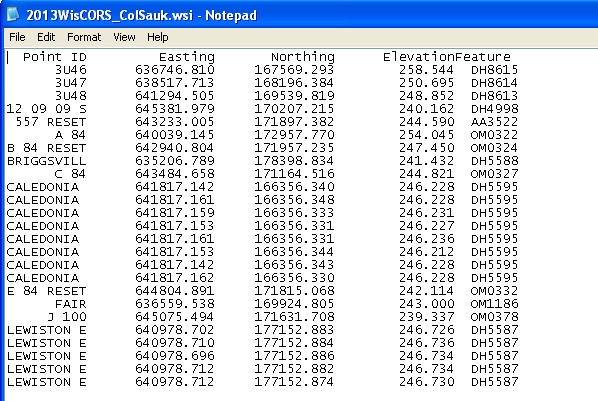 2013WisCORS_ColSauk.wsi - Notepad
File Edit Format View Help
Point ID Easting Northing ElevationFeature
3U46 636746.810 167569.293 258.544 DH8615
3U47 638517.713 168196.384 250.695 DH8614
3U48 641294.505 169539.819 248.852 DH8613
12 09 09 S 645381.979 170207.215 240.162 DH4998
557 RESET 643233.005 171897.382 244.590 AA3522
A 84 640039.145 172957.770 254.045 OM0322
B 84 RESET 642940.804 171957.235 247.450 OM0324
BRIGGSVILL 635206.789 178398.834 241.432 DH5588
C 84 643484.658 171164.516 244.821 OM0327
CALEDONIA 641817.142 166356.340 246.228 DH5595
CALEDONIA 641817.161 166356.348 246.228 DH5595
CALEDONIA 641817.159 166356.333 246.231 DH5595
CALEDONIA 641817.153 166356.331 246.227 DH5595
CALEDONIA 641817.161 166356.331 246.236 DH5595
CALEDONIA 641817.153 166356.344 246.212 DH5595
CALEDONIA 641817.142 166356.343 246.228 DH5595
CALEDONIA 641817.162 166356.330 246.228 DH5595
E 84 RESET 644804.891 171815.068 242.114 OM0332
FAIR 636559.538 169924.805 243.000 OM1186
J 100 645075.494 171631.708 239.337 OM0378
LEWISTON E 640978.702 177152.883 246.726 DH5587
LEWISTON E 640978.710 177152.884 246.736 DH5587
LEWISTON E 640978.696 177152.886 246.734 DH5587
LEWISTON E 640978.712 177152.882 246.734 DH5587
LEWISTON E 640978.712 177152.874 246.730 DH5587